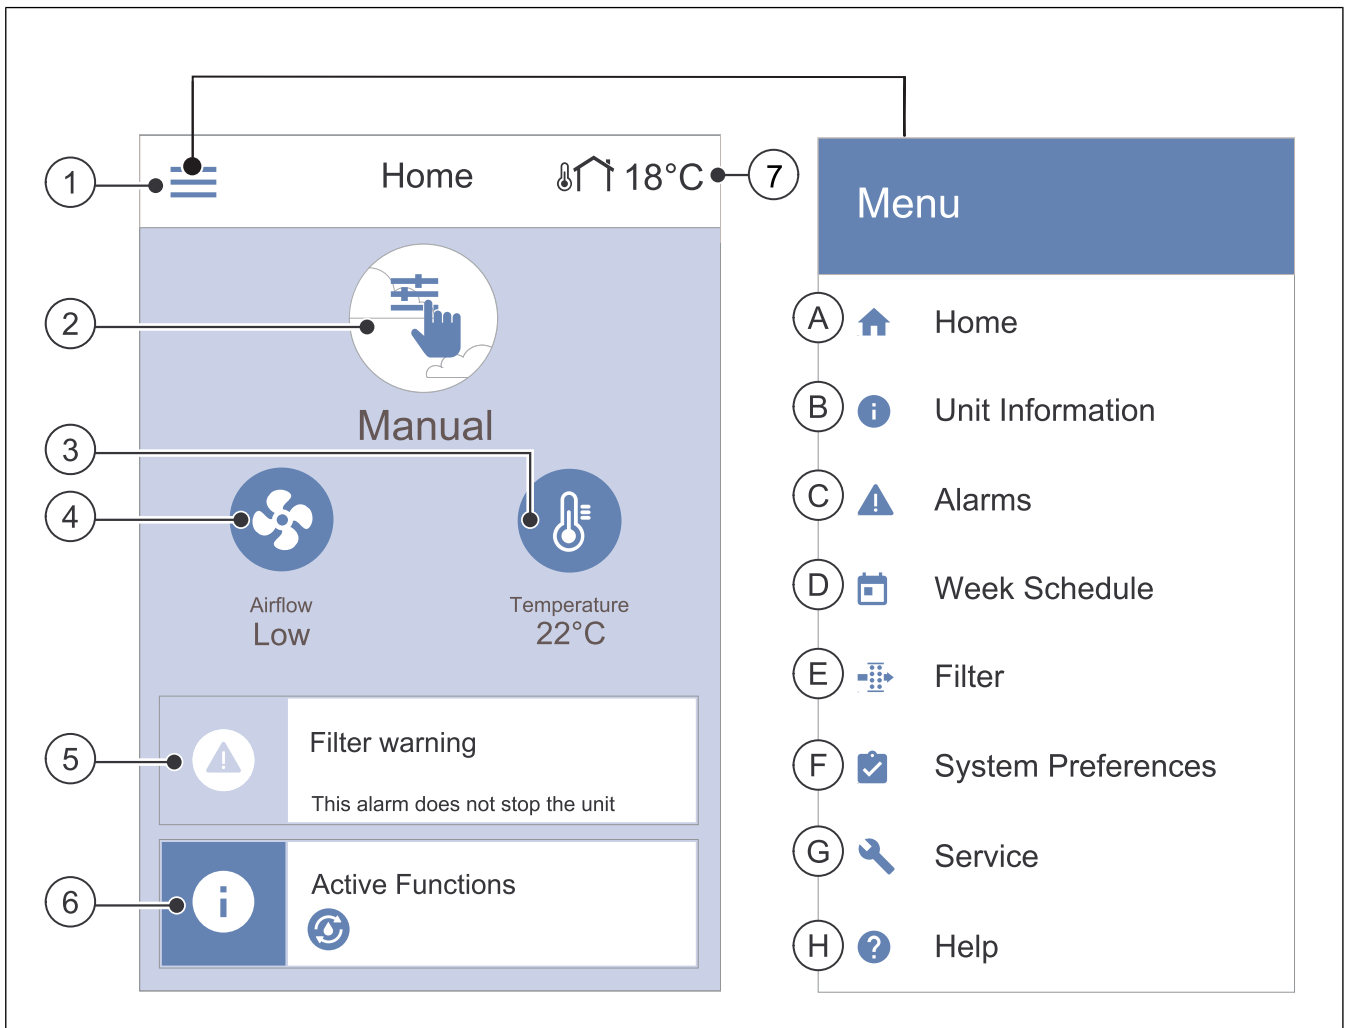 1
Home
18°C
7
2
Manual
3
4
Airflow
Low
Temperature
22°C
5
Filter warning
This alarm does not stop the unit
6
Active Functions
Menu
A Home
B Unit Information
C Alarms
D Week Schedule
E Filter
F System Preferences
G Service
H Help